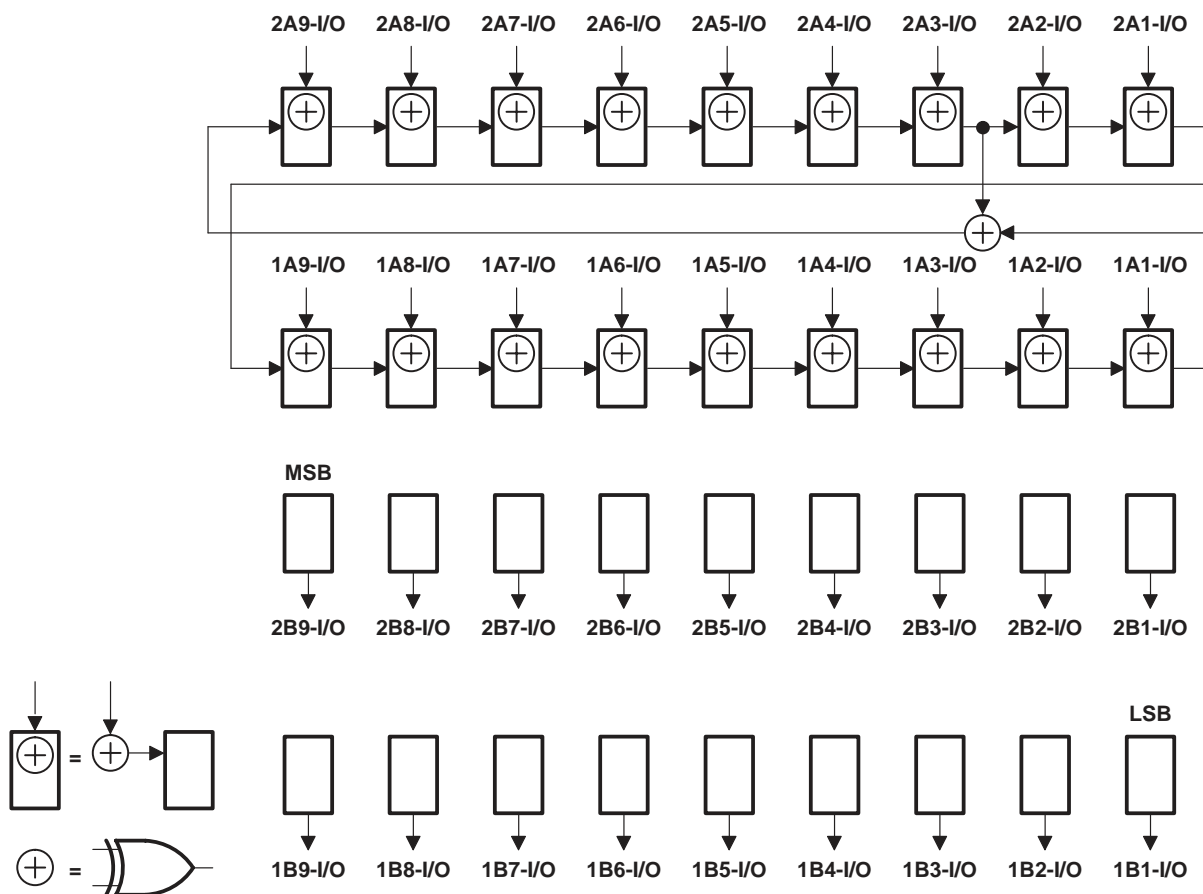 2A9-I/O 2A8-I/O 2A7-I/O 2A6-I/O 2A5-I/O 2A4-I/O 2A3-I/O 2A2-I/O 2A1-I/O
1A9-I/O 1A8-I/O 1A7-I/O 1A6-I/O 1A5-I/O 1A4-I/O 1A3-I/O 1A2-I/O 1A1-I/O
MSB
2B9-I/O 2B8-I/O 2B7-I/O 2B6-I/O 2B5-I/O 2B4-I/O 2B3-I/O 2B2-I/O 2B1-I/O
LSB
=
=
1B9-I/O 1B8-I/O 1B7-I/O 1B6-I/O 1B5-I/O 1B4-I/O 1B3-I/O 1B2-I/O 1B1-I/O